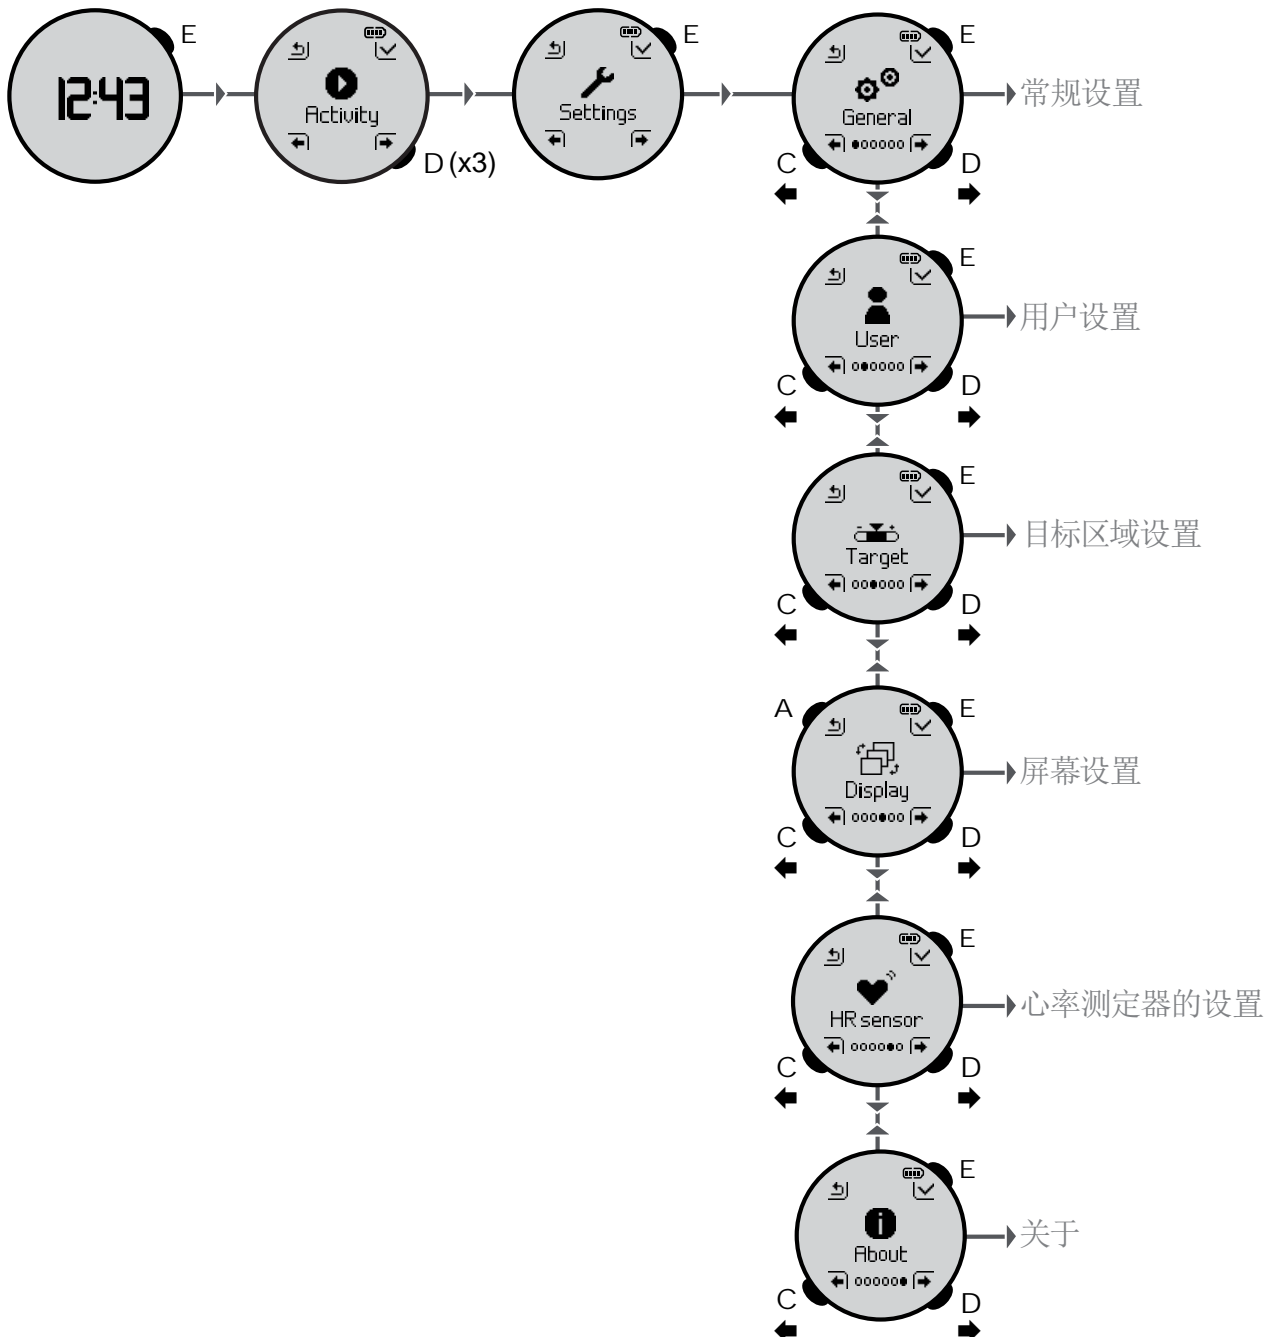 E
12:43
E
Activity
D (x3)
E
Settings
E
General
C
D
常规设置
E
User
C
D
用户设置
E
Target
C
D
目标区域设置
A
E
Display
C
D
屏幕设置
E
HR sensor
C
D
心率测定器的设置
E
About
C
D
关于